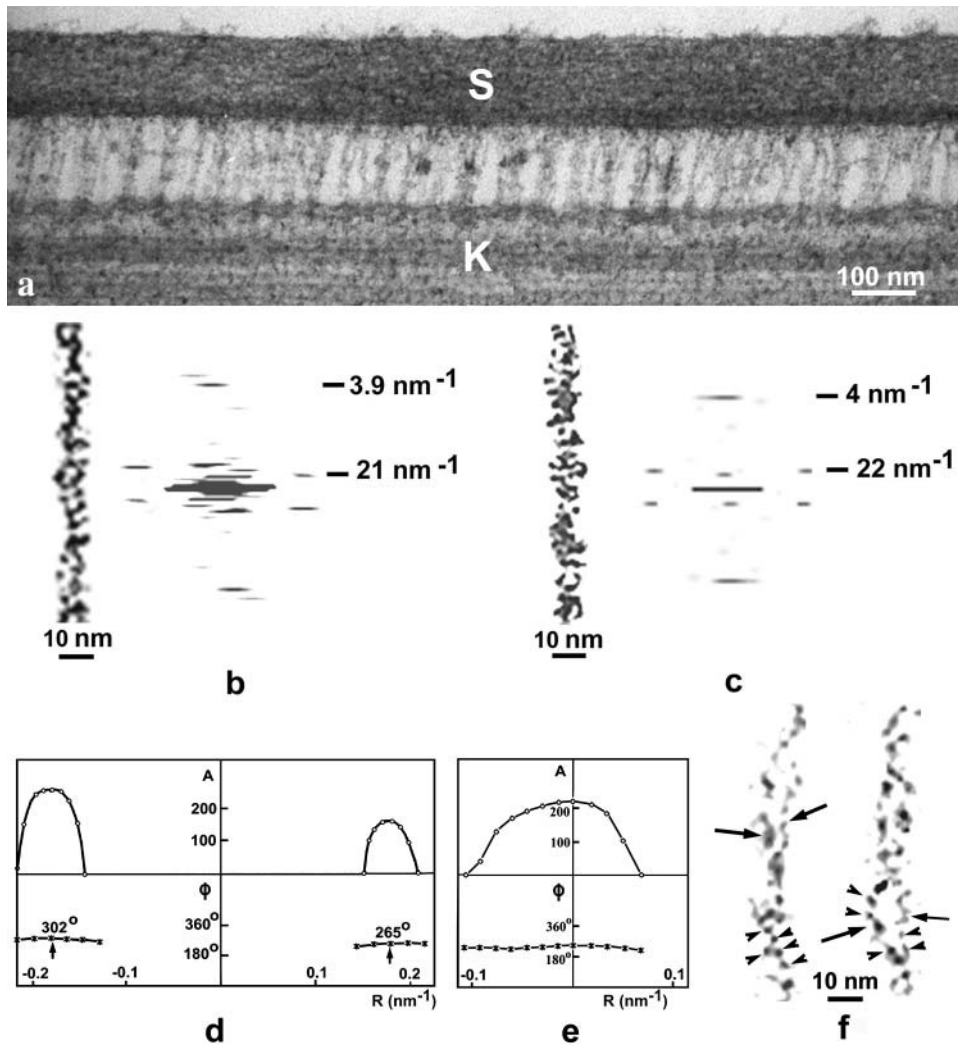 S
K
a
100 nm
3.9 nm⁻¹
21 nm⁻¹
10 nm
b
4 nm⁻¹
22 nm⁻¹
10 nm
c
A
200
100
Φ
302°
360°
265°
180°
-0.2
-0.1
0.1
0.2
R (nm⁻¹)
d
A
200
100
Φ
360°
180°
-0.1
0.1
R (nm⁻¹)
e
10 nm
f